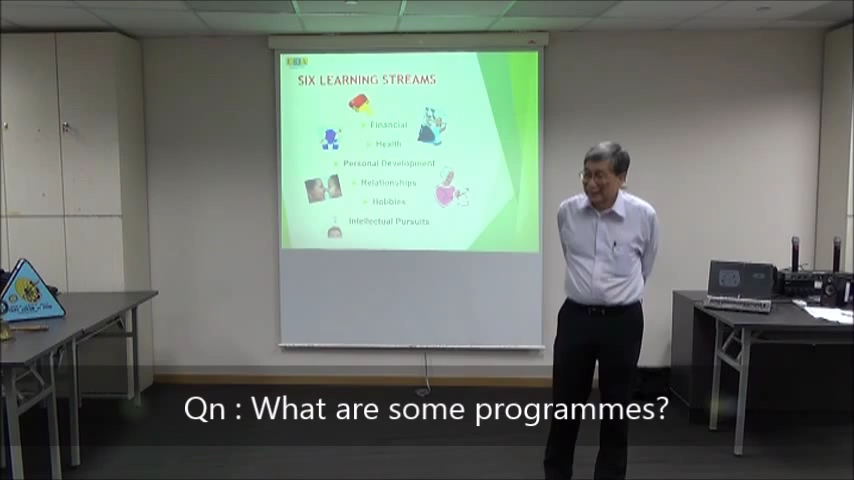 SIX LEARNING STREAMS
Financial
Health
Personal Development
Relationships
Hobbies
Intellectual Pursuits
Qn : What are some programmes?